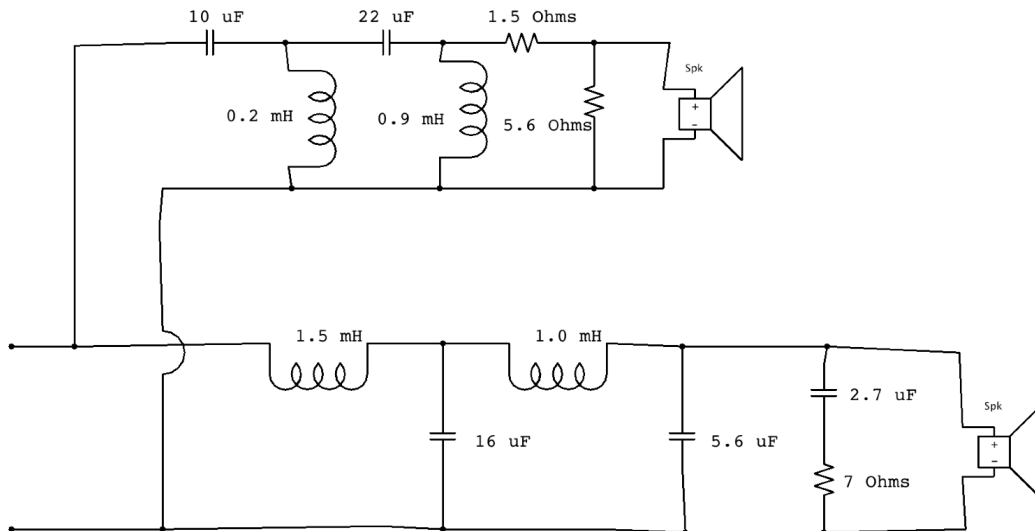 10 uF
22 uF
1.5 Ohms
Spk
+
−
0.2 mH
0.9 mH
5.6 Ohms
1.5 mH
1.0 mH
2.7 uF
Spk
+
−
16 uF
5.6 uF
7 Ohms